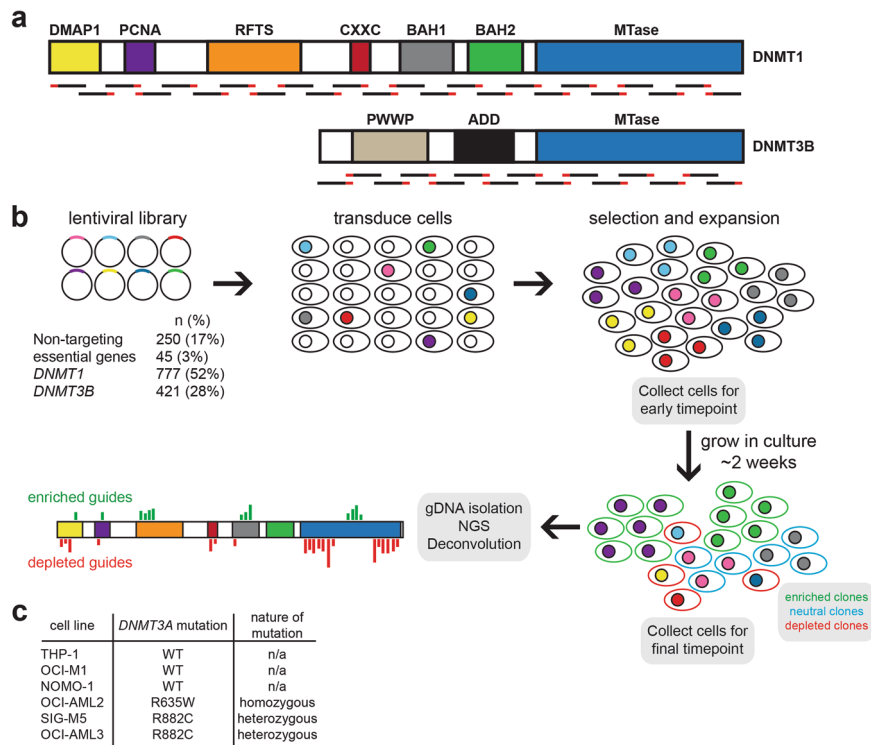 a
DMAP1 PCNA RFTS CXXC BAH1 BAH2 MTase
DNMT1
PWWP ADD MTase
DNMT3B
b
lentiviral library
transduce cells
selection and expansion
n (%)
Non-targeting 250 (17%)
essential genes 45 (3%)
DNMT1 777 (52%)
DNMT3B 421 (28%)
Collect cells for
early timepoint
grow in culture
~2 weeks
enriched guides
depleted guides
gDNA isolation
NGS
Deconvolution
enriched clones
neutral clones
depleted clones
Collect cells for
final timepoint
c
cell line DNMT3A mutation nature of mutation
THP-1 WT n/a
OCI-M1 WT n/a
NOMO-1 WT n/a
OCI-AML2 R635W homozygous
SIG-M5 R882C heterozygous
OCI-AML3 R882C heterozygous